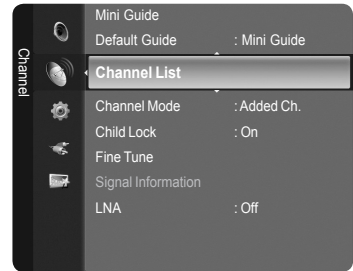 Channel
Mini Guide
Default Guide : Mini Guide
Channel List
Channel Mode : Added Ch.
Child Lock : On
Fine Tune
Signal Information
LNA : Off